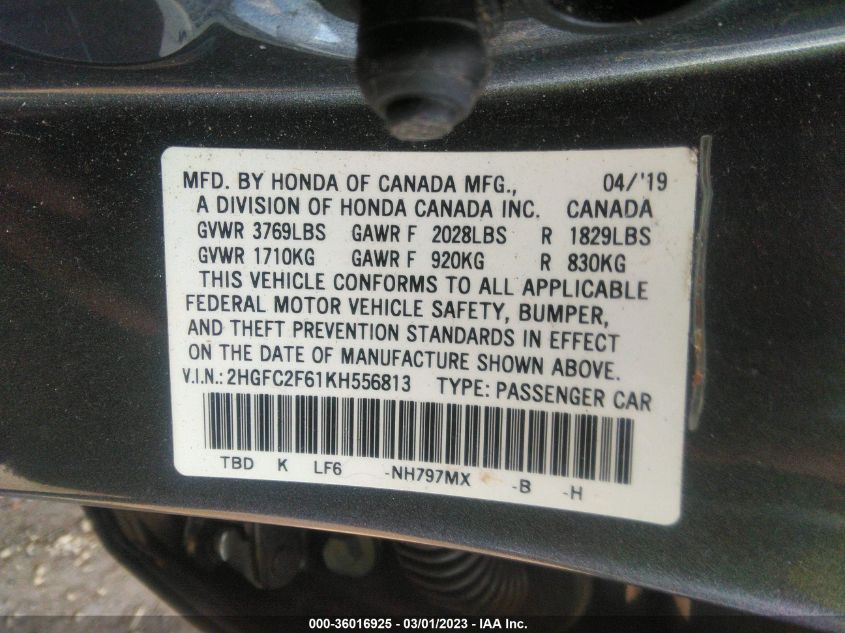 MFD. BY HONDA OF CANADA MFG., 04/'19
A DIVISION OF HONDA CANADA INC. CANADA
GVWR 3769LBS GAWR F 2028LBS R 1829LBS
GVWR 1710KG GAWR F 920KG R 830KG
THIS VEHICLE CONFORMS TO ALL APPLICABLE
FEDERAL MOTOR VEHICLE SAFETY, BUMPER,
AND THEFT PREVENTION STANDARDS IN EFFECT
ON THE DATE OF MANUFACTURE SHOWN ABOVE.
V.I.N.: 2HGFC2F61KH556813 TYPE: PASSENGER CAR
TBD K LF6 -NH797MX -B -H
000-36016925 - 03/01/2023 - IAA Inc.